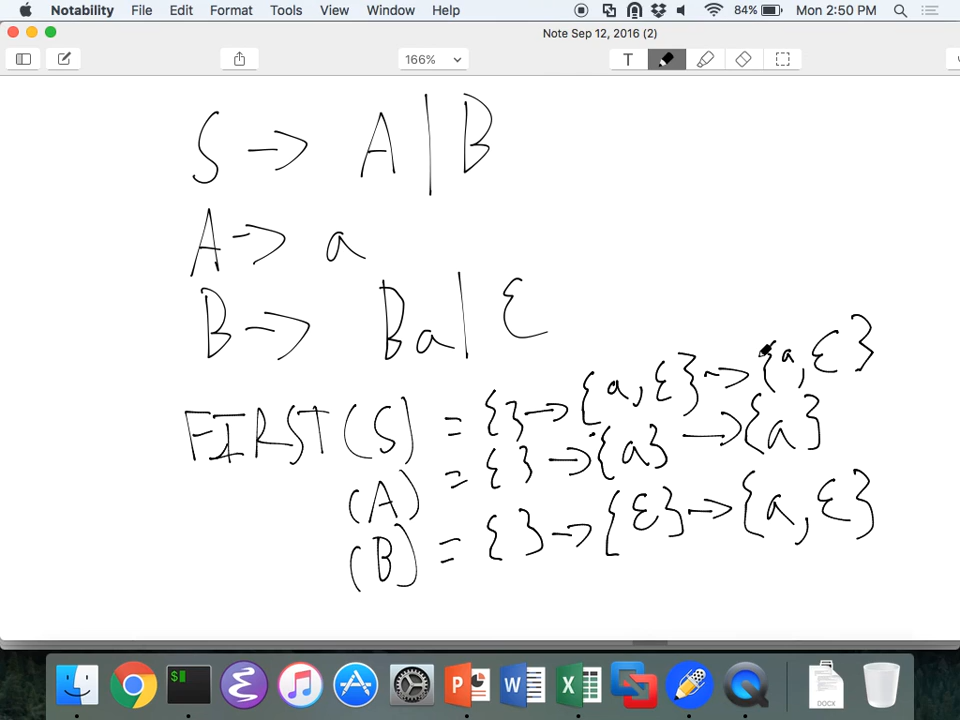 Notability File Edit Format Tools View Window Help 84% Mon 2:50 PM
Note Sep 12, 2016 (2)
166% T
S -> A | B
A -> a
B -> Ba | ε
FIRST(S) = { } -> {a, ε} -> {a, ε}
(A) = { } -> {a} -> {a}
(B) = { } -> {ε} -> {a, ε}
$
P W X DOCX